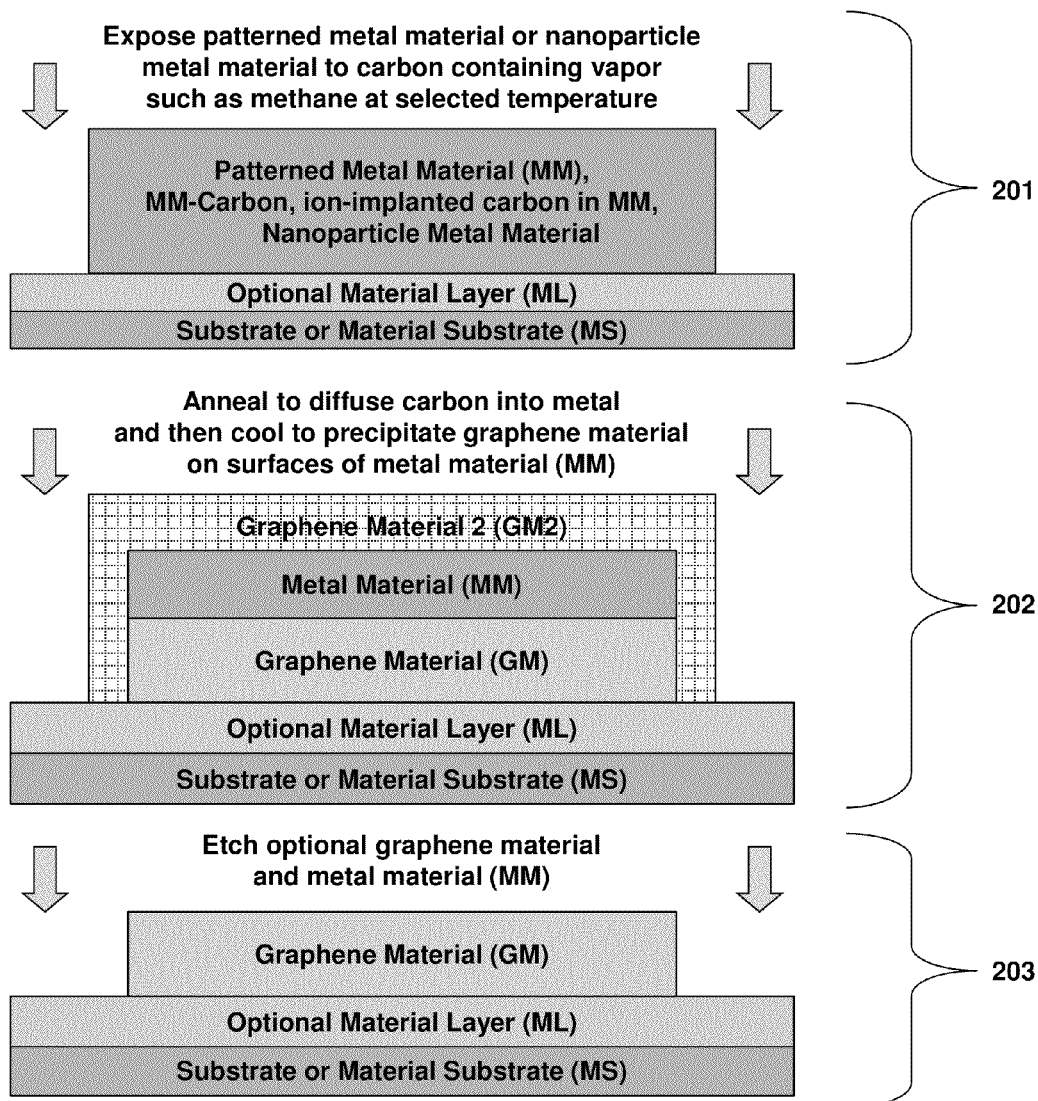 Expose patterned metal material or nanoparticle
metal material to carbon containing vapor
such as methane at selected temperature
Patterned Metal Material (MM),
MM-Carbon, ion-implanted carbon in MM,
Nanoparticle Metal Material
201
Optional Material Layer (ML)
Substrate or Material Substrate (MS)
Anneal to diffuse carbon into metal
and then cool to precipitate graphene material
on surfaces of metal material (MM)
Graphene Material 2 (GM2)
Metal Material (MM)
202
Graphene Material (GM)
Optional Material Layer (ML)
Substrate or Material Substrate (MS)
Etch optional graphene material
and metal material (MM)
Graphene Material (GM)
203
Optional Material Layer (ML)
Substrate or Material Substrate (MS)